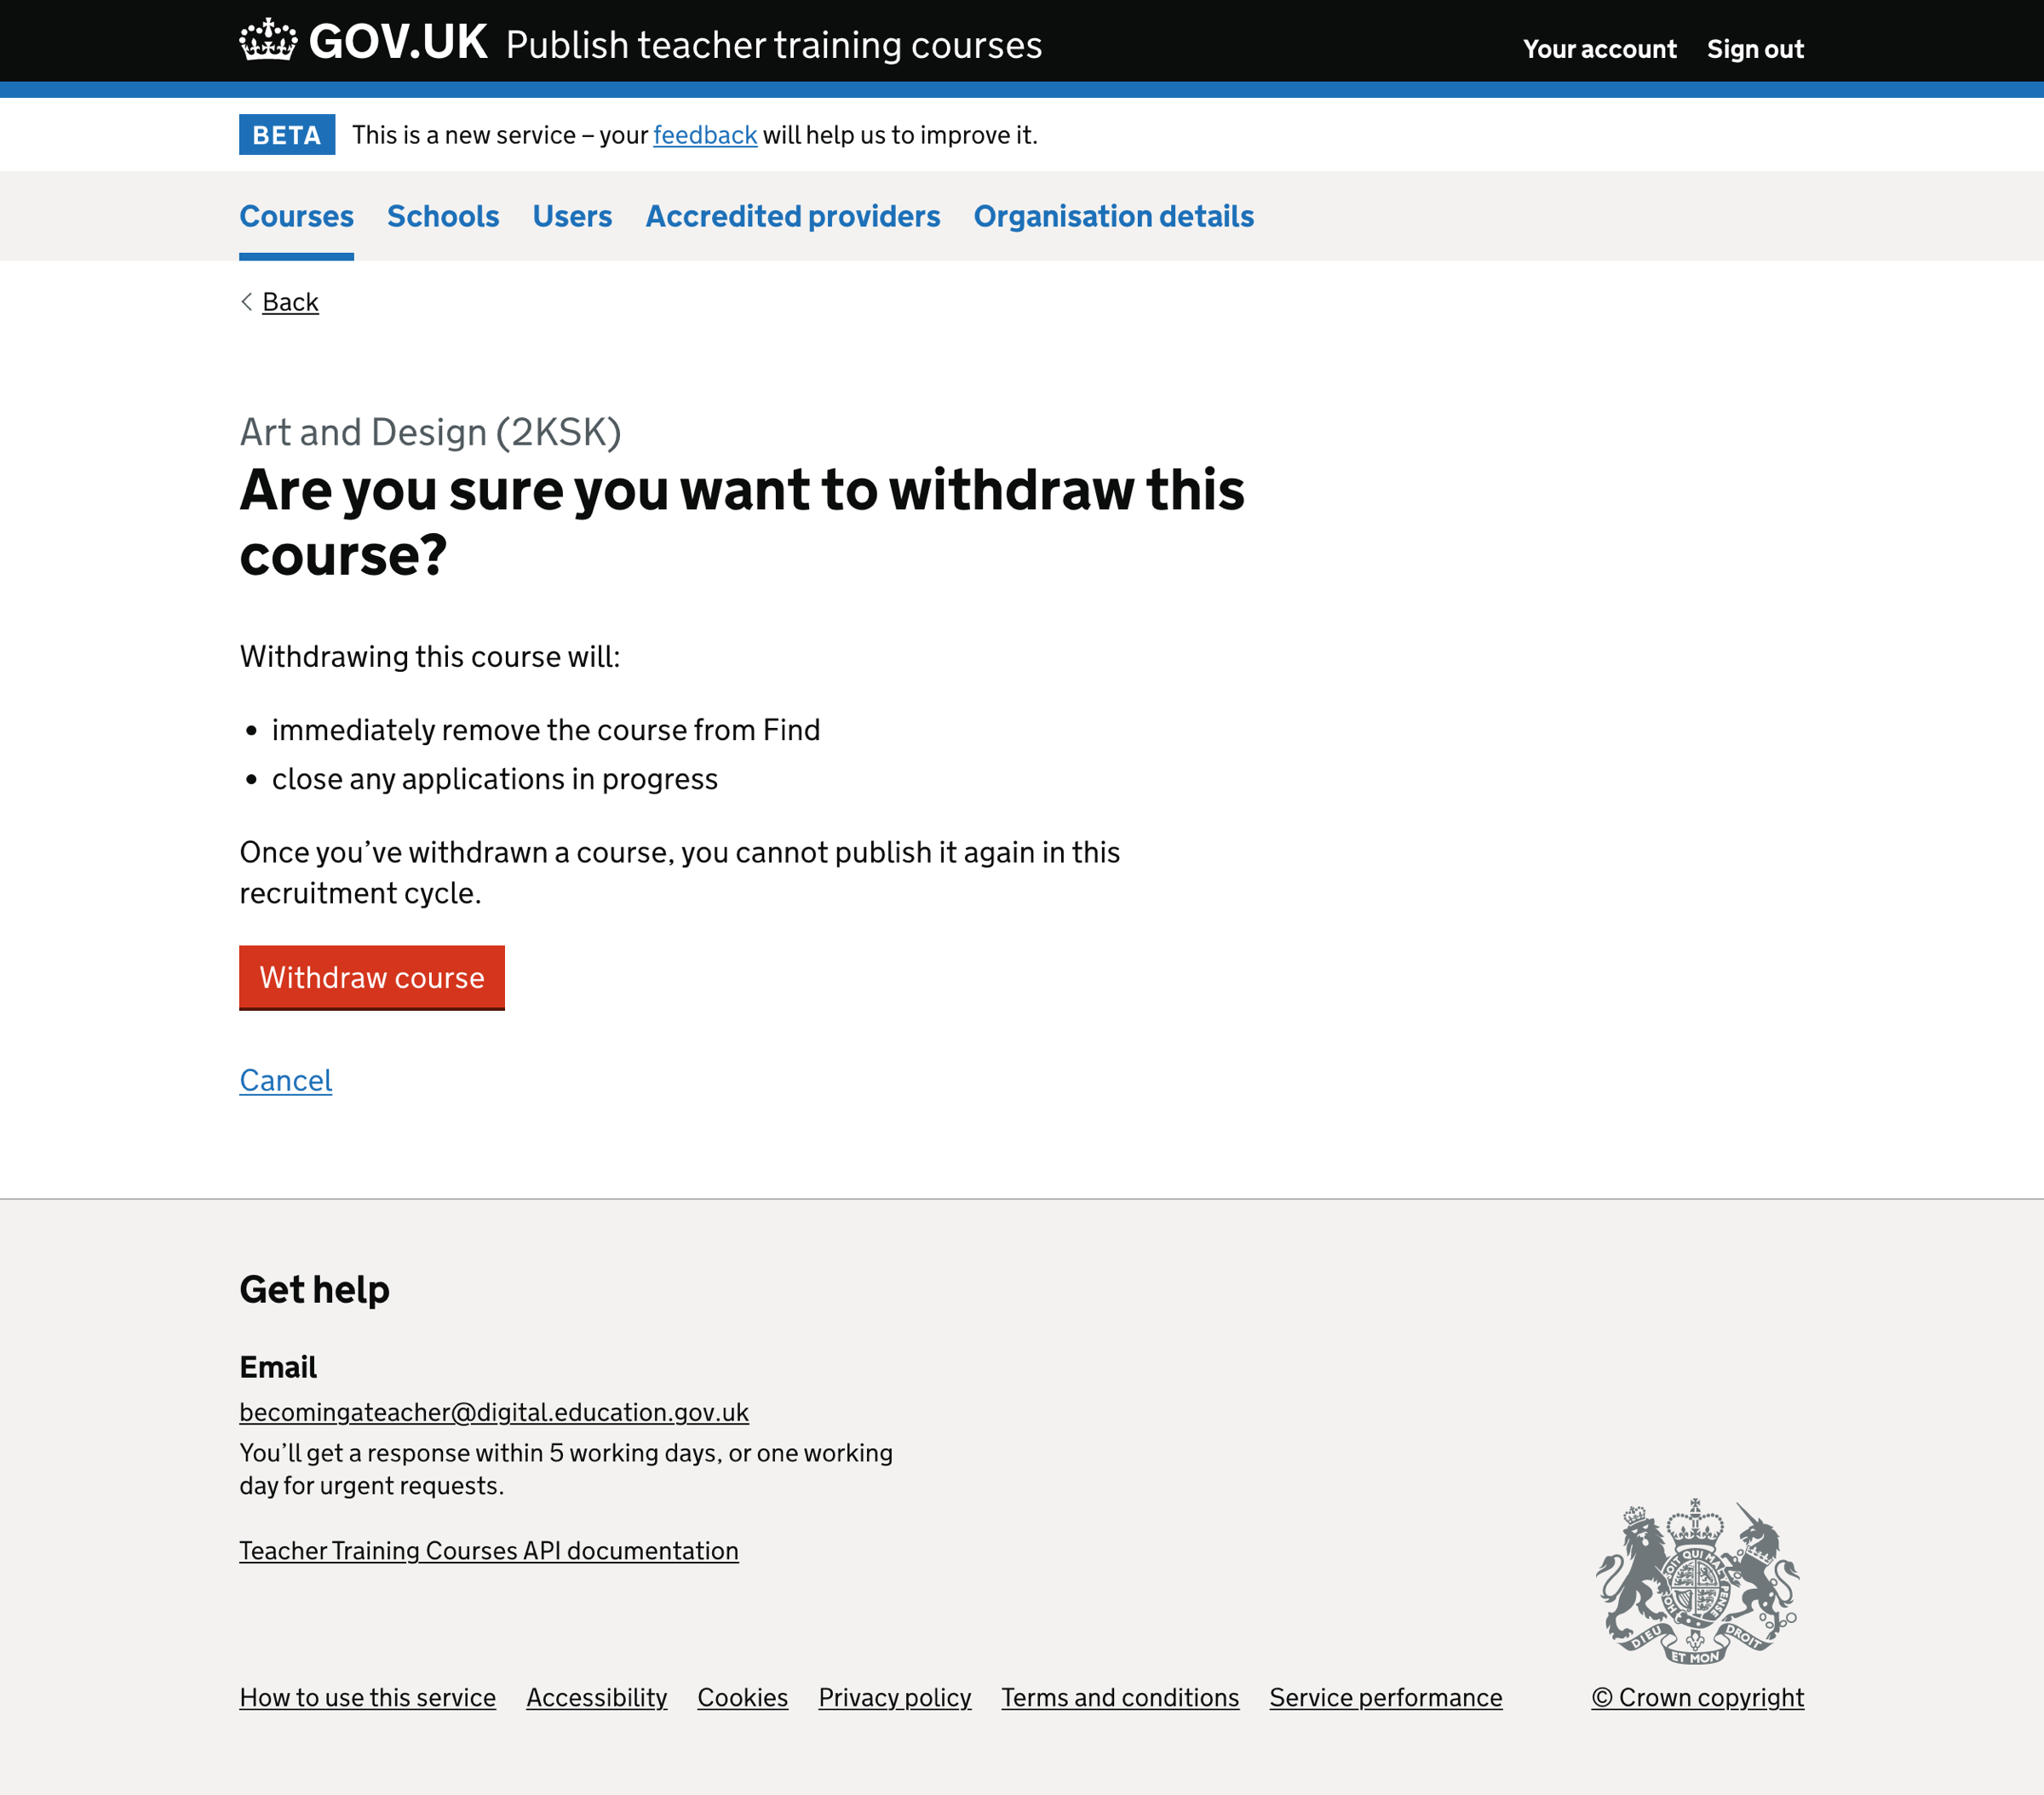 GOV.UK Publish teacher training courses
Your account Sign out
BETA This is a new service – your feedback will help us to improve it.
Courses Schools Users Accredited providers Organisation details
Back
Art and Design (2KSK)
Are you sure you want to withdraw this
course?
Withdrawing this course will:
• immediately remove the course from Find
• close any applications in progress
Once you’ve withdrawn a course, you cannot publish it again in this
recruitment cycle.
Withdraw course
Cancel
Get help
Email
becomingateacher@digital.education.gov.uk
You’ll get a response within 5 working days, or one working
day for urgent requests.
Teacher Training Courses API documentation
DIEU ET MON DROIT
How to use this service Accessibility Cookies Privacy policy Terms and conditions Service performance
© Crown copyright